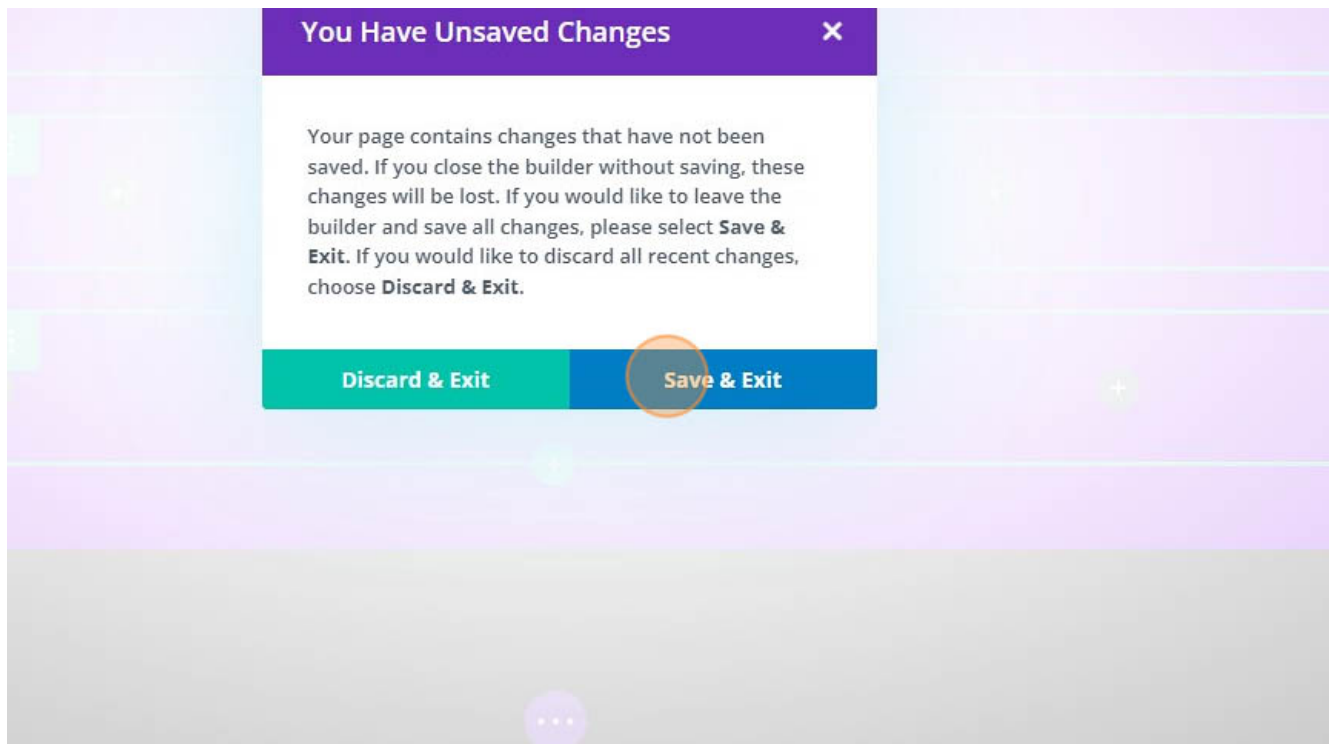 You Have Unsaved Changes
Your page contains changes that have not been
saved. If you close the builder without saving, these
changes will be lost. If you would like to leave the
builder and save all changes, please select Save &
Exit. If you would like to discard all recent changes,
choose Discard & Exit.
Discard & Exit
Save & Exit